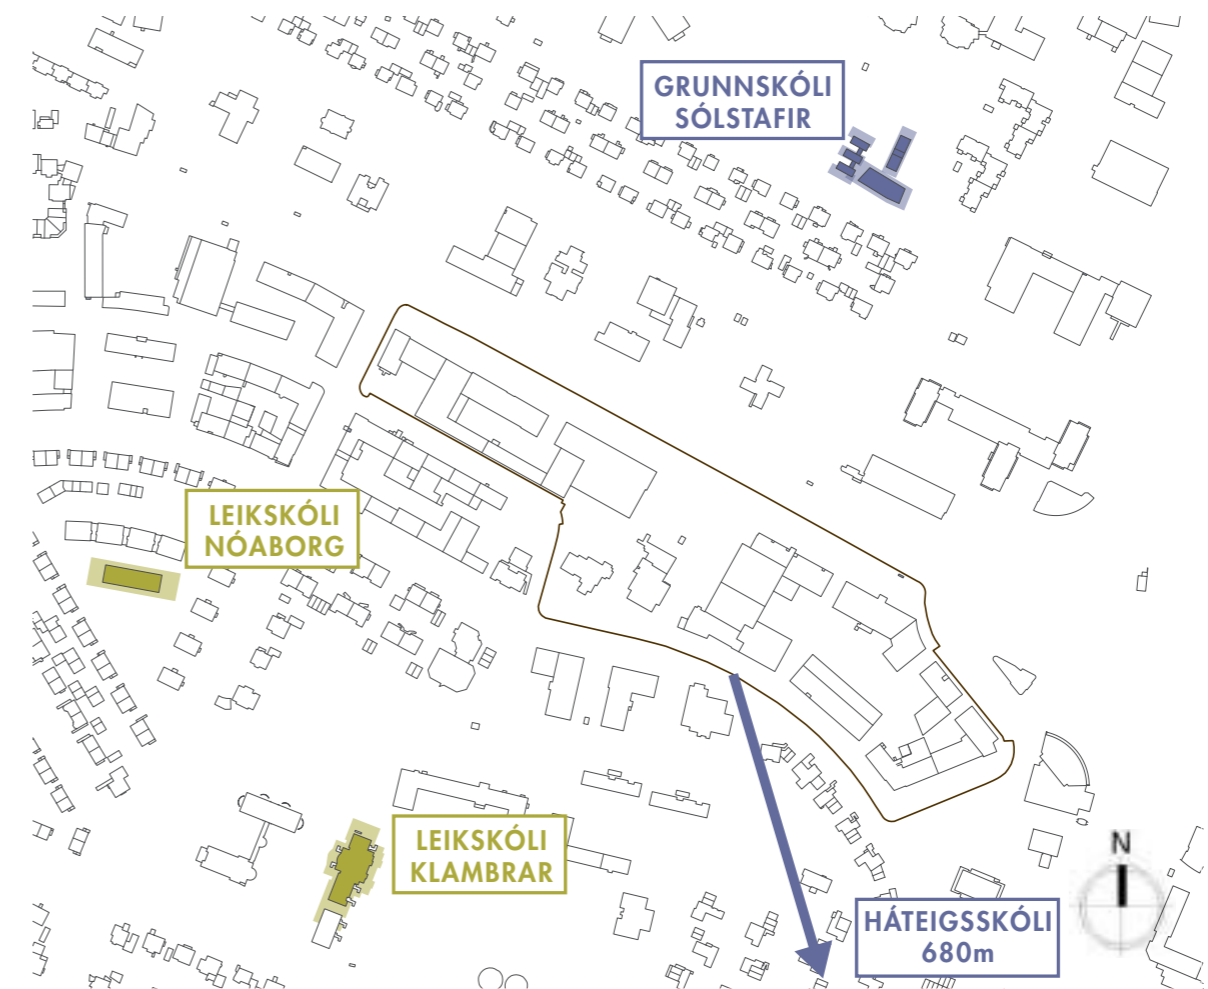 GRUNNSKÓLI
SÓLSTAFIR
LEIKSKÓLI
NÓABORG
LEIKSKÓLI
KLAMBRAR
N
HÁTEIGSSKÓLI
680m